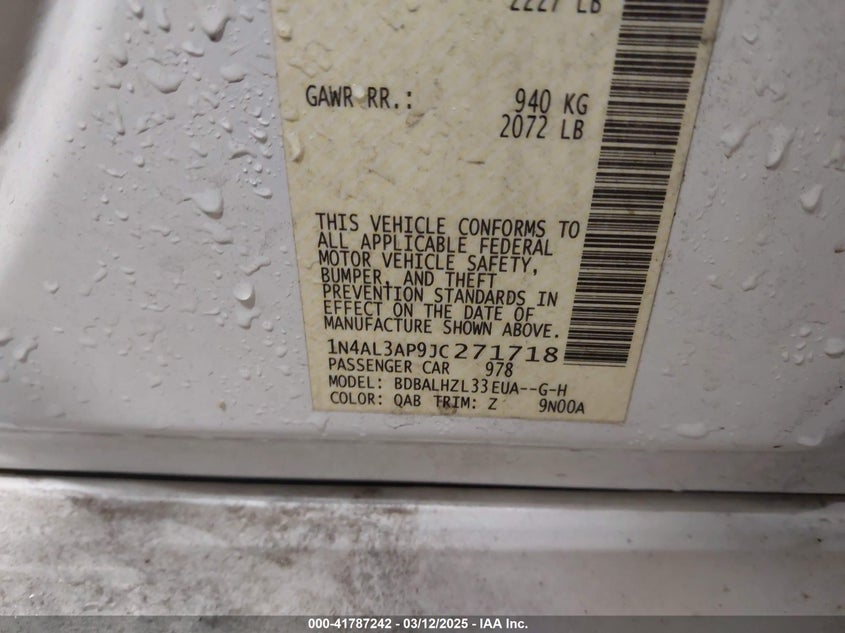 2227 LB
GAWR RR.: 940 KG
2072 LB
THIS VEHICLE CONFORMS TO
ALL APPLICABLE FEDERAL
MOTOR VEHICLE SAFETY,
BUMPER, AND THEFT
PREVENTION STANDARDS IN
EFFECT ON THE DATE OF
MANUFACTURE SHOWN ABOVE.
1N4AL3AP9JC271718
PASSENGER CAR 978
MODEL: BDBALHZL33EUA--G-H
COLOR: QAB TRIM: Z 9N00A
000-41787242 - 03/12/2025 - IAA Inc.